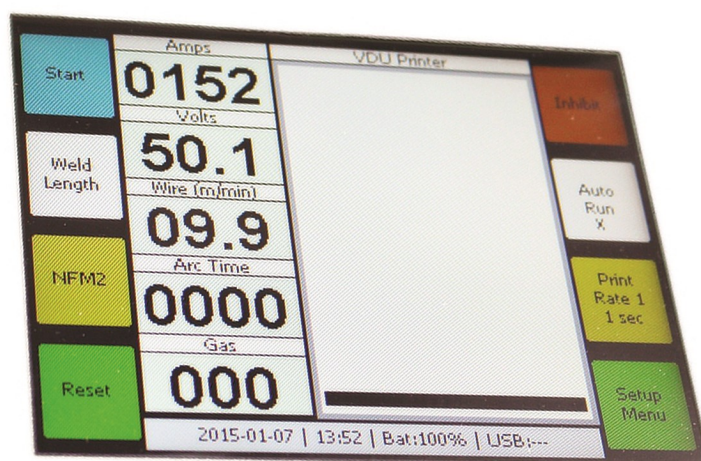 Start
Weld
Length
NFM2
Reset
Amps
0152
Volts
50.1
Wire (m/min)
09.9
Arc Time
0000
Gas
000
VDU Printer
Inhibit
Auto
Run
X
Print
Rate 1
1 sec
Setup
Menu
2015-01-07 | 13:52 | Bat:100% | USB:---